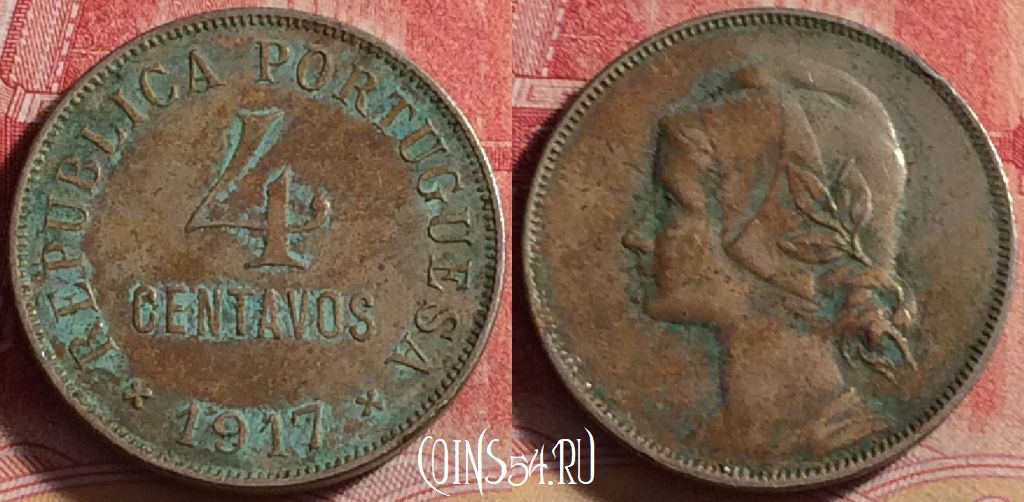 REPUBLICA PORTUGUESA
4
CENTAVOS
* 1917 *
COINS54.RU